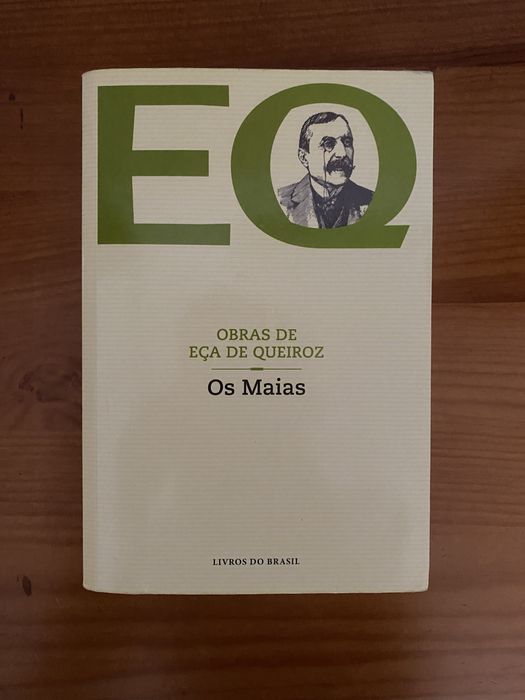 EQ
OBRAS DE
EÇA DE QUEIROZ
Os Maias
LIVROS DO BRASIL